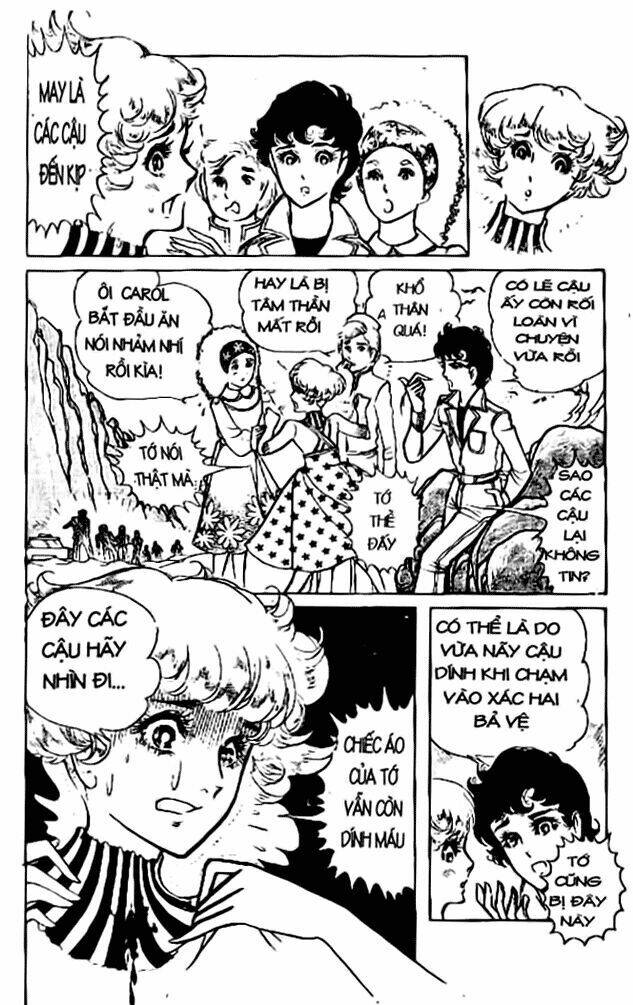 MAY LÀ
CÁC CẬU
ĐẾN KỊP
ÔI CAROL
BẮT ĐẦU ĂN
NÓI NHẢM NHÍ
RỒI KÌA!
HAY LÀ BỊ
TÂM THẦN
MẤT RỒI
KHỔ
THÂN
QUÁ!
CÓ LẼ CẬU
ẤY CÒN RỐI
LOẠN VÌ
CHUYỆN
VỪA RỒI
TỚ NÓI
THẬT MÀ
TỚ
THỀ
ĐẤY
SAO
CÁC
CẬU
LẠI
KHÔNG
TIN?
ĐÂY CÁC
CẬU HÃY
NHÌN ĐI...
CHIẾC ÁO
CỦA TỚ
VẪN CÒN
DÍNH MÁU
CÓ THỂ LÀ DO
VỪA NÃY CẬU
DÍNH KHI CHẠM
VÀO XÁC HAI
BẢ VỆ
TỚ
CŨNG
BỊ ĐÂY
NÀY